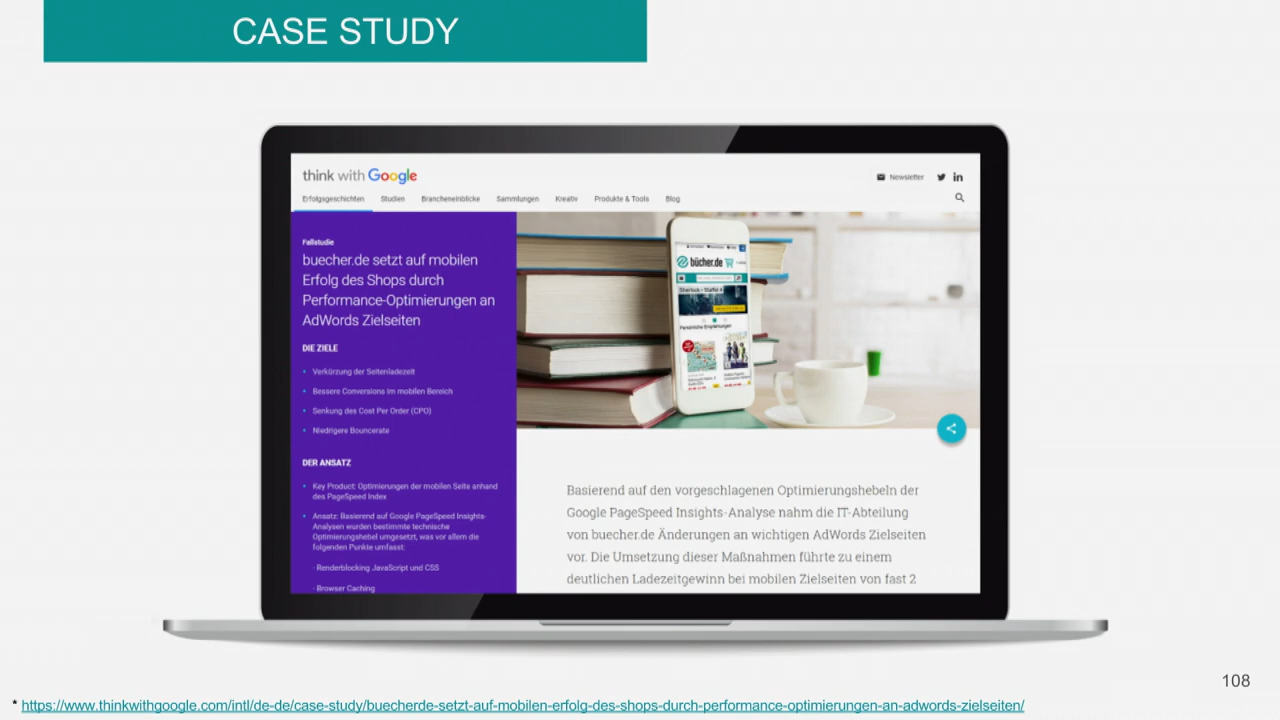 CASE STUDY
think with Google
Newsletter
Erfolgsgeschichten Studien Brancheneinblicke Sammlungen Kreativ Produkte & Tools Blog
Fallstudie
buecher.de setzt auf mobilen
Erfolg des Shops durch
Performance-Optimierungen an
AdWords Zielseiten
DIE ZIELE
Verkürzung der Seitenladezeit
Bessere Conversions im mobilen Bereich
Senkung des Cost Per Order (CPO)
Niedrigere Bouncerate
DER ANSATZ
Key Product: Optimierungen der mobilen Seite anhand
des PageSpeed Index
Ansatz: Basierend auf Google PageSpeed Insights-
Analysen wurden bestimmte technische
Optimierungshebel umgesetzt, was vor allem die
folgenden Punkte umfasst:
· Renderblocking JavaScript und CSS
· Browser Caching
bücher.de
Sherlock - Staffel 4
Persönliche Empfehlungen
Basierend auf den vorgeschlagenen Optimierungshebeln der
Google PageSpeed Insights-Analyse nahm die IT-Abteilung
von buecher.de Änderungen an wichtigen AdWords Zielseiten
vor. Die Umsetzung dieser Maßnahmen führte zu einem
deutlichen Ladezeitgewinn bei mobilen Zielseiten von fast 2
108
* https://www.thinkwithgoogle.com/intl/de-de/case-study/buecherde-setzt-auf-mobilen-erfolg-des-shops-durch-performance-optimierungen-an-adwords-zielseiten/